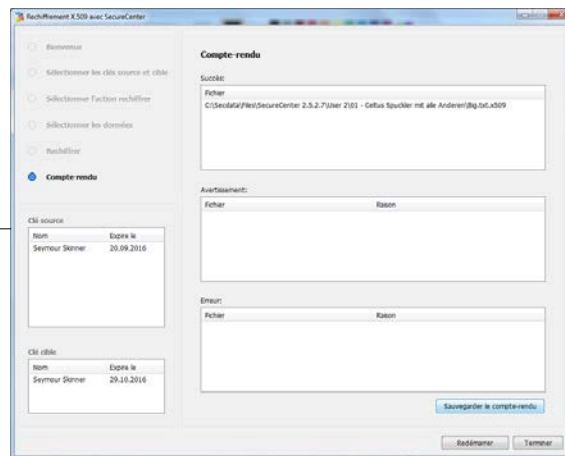 Rechiffrement X.509 avec SecureCenter
Bienvenue
Sélectionner les clés source et cible
Sélectionner l'action rechiffrer
Sélectionner les données
Rechiffrer
Compte rendu
Clé source
Nom Expire le
Seymour Skinner 20.09.2016
Clé cible
Nom Expire le
Seymour Skinner 29.10.2016
Compte-rendu
Succès:
Fichier
C:\Secdata\Files\SecureCenter 2.5.2.7\User 2\01 - Celtus Spuckler mit alle Anderen\Big.txt.x509
Avertissement:
Fichier Raison
Erreur:
Fichier Raison
Sauvegarder le compte-rendu
Redémarrer Terminer